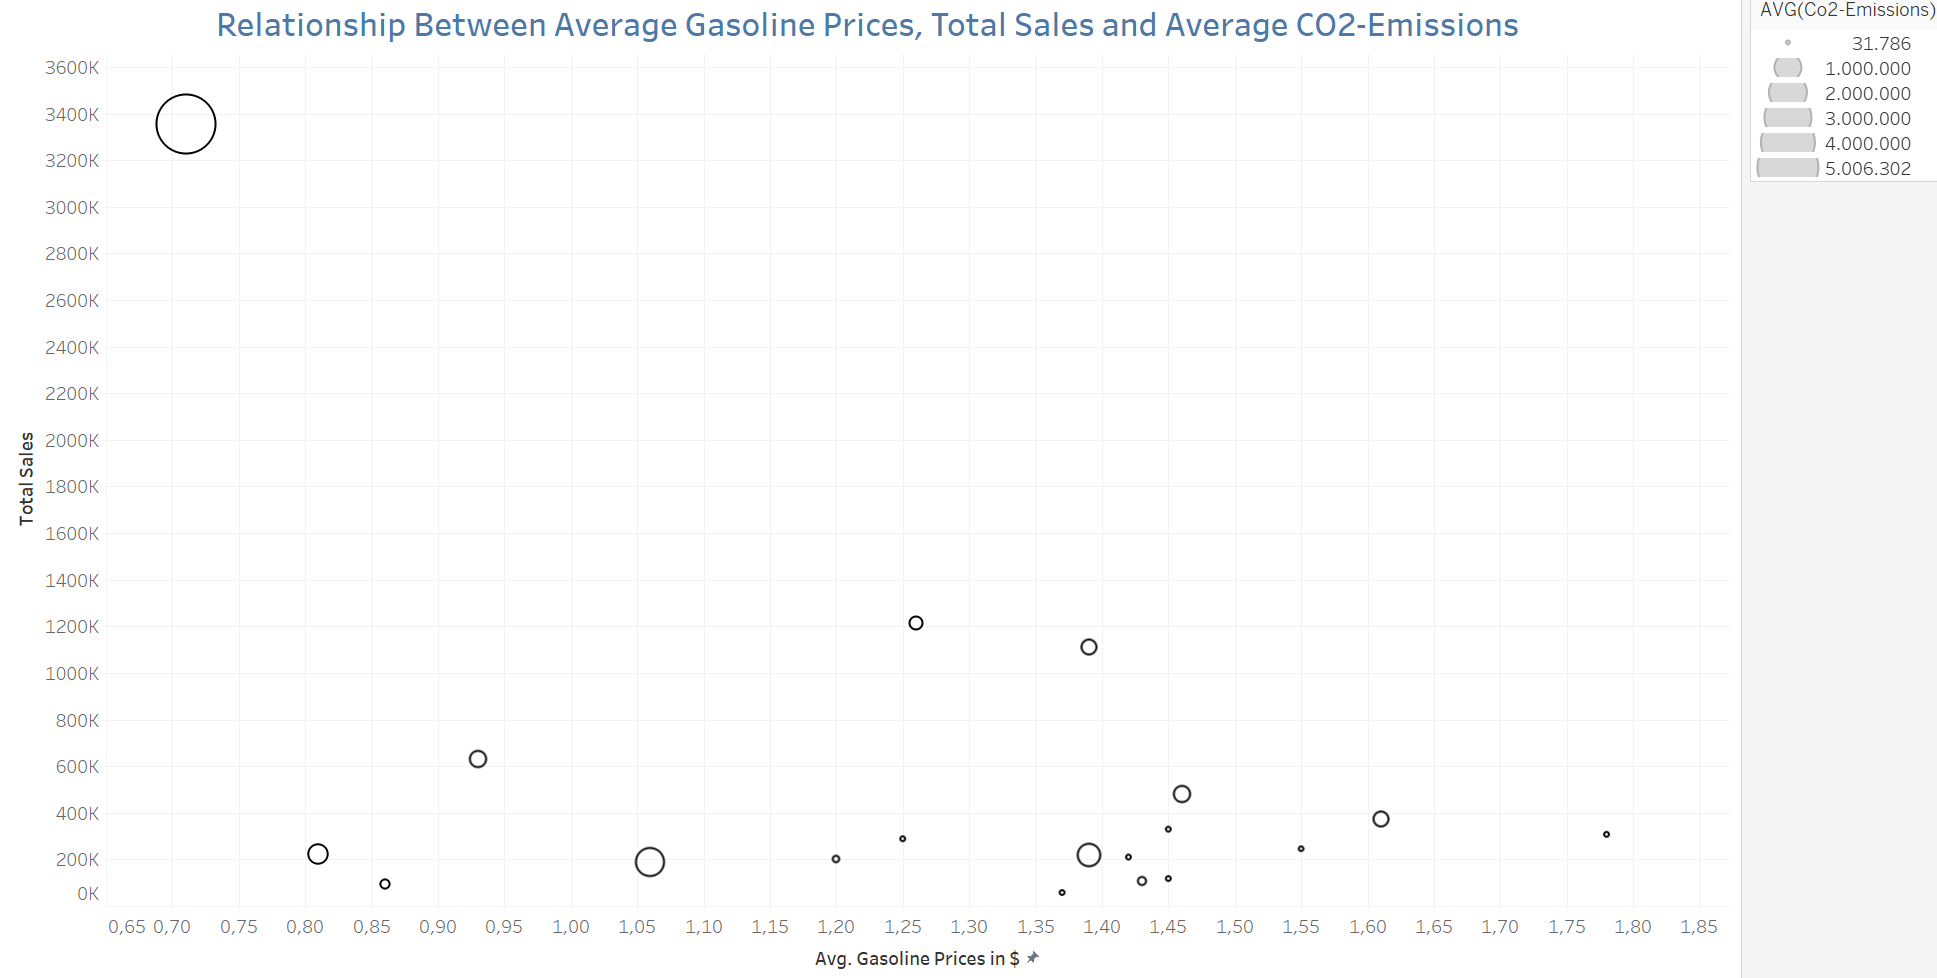 Relationship Between Average Gasoline Prices, Total Sales and Average CO2-Emissions
AVG(Co2-Emissions)
31.786
1.000.000
2.000.000
3.000.000
4.000.000
5.006.302
3600K
3400K
3200K
3000K
2800K
2600K
2400K
2200K
2000K
1800K
1600K
1400K
1200K
1000K
800K
600K
400K
200K
0K
Total Sales
0,65 0,70 0,75 0,80 0,85 0,90 0,95 1,00 1,05 1,10 1,15 1,20 1,25 1,30 1,35 1,40 1,45 1,50 1,55 1,60 1,65 1,70 1,75 1,80 1,85
Avg. Gasoline Prices in $